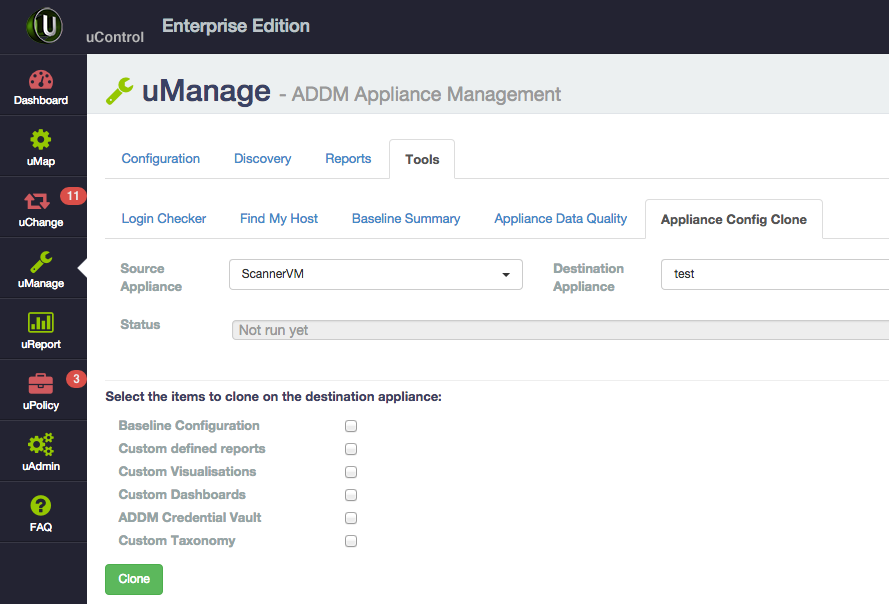 U
uControl
Enterprise Edition
Dashboard
uMap
11
uChange
uManage
uReport
3
uPolicy
uAdmin
?
FAQ
uManage - ADDM Appliance Management
Configuration Discovery Reports Tools
Login Checker Find My Host Baseline Summary Appliance Data Quality Appliance Config Clone
Source
Appliance
ScannerVM
Destination
Appliance
test
Status
Not run yet
Select the items to clone on the destination appliance:
Baseline Configuration
Custom defined reports
Custom Visualisations
Custom Dashboards
ADDM Credential Vault
Custom Taxonomy
Clone